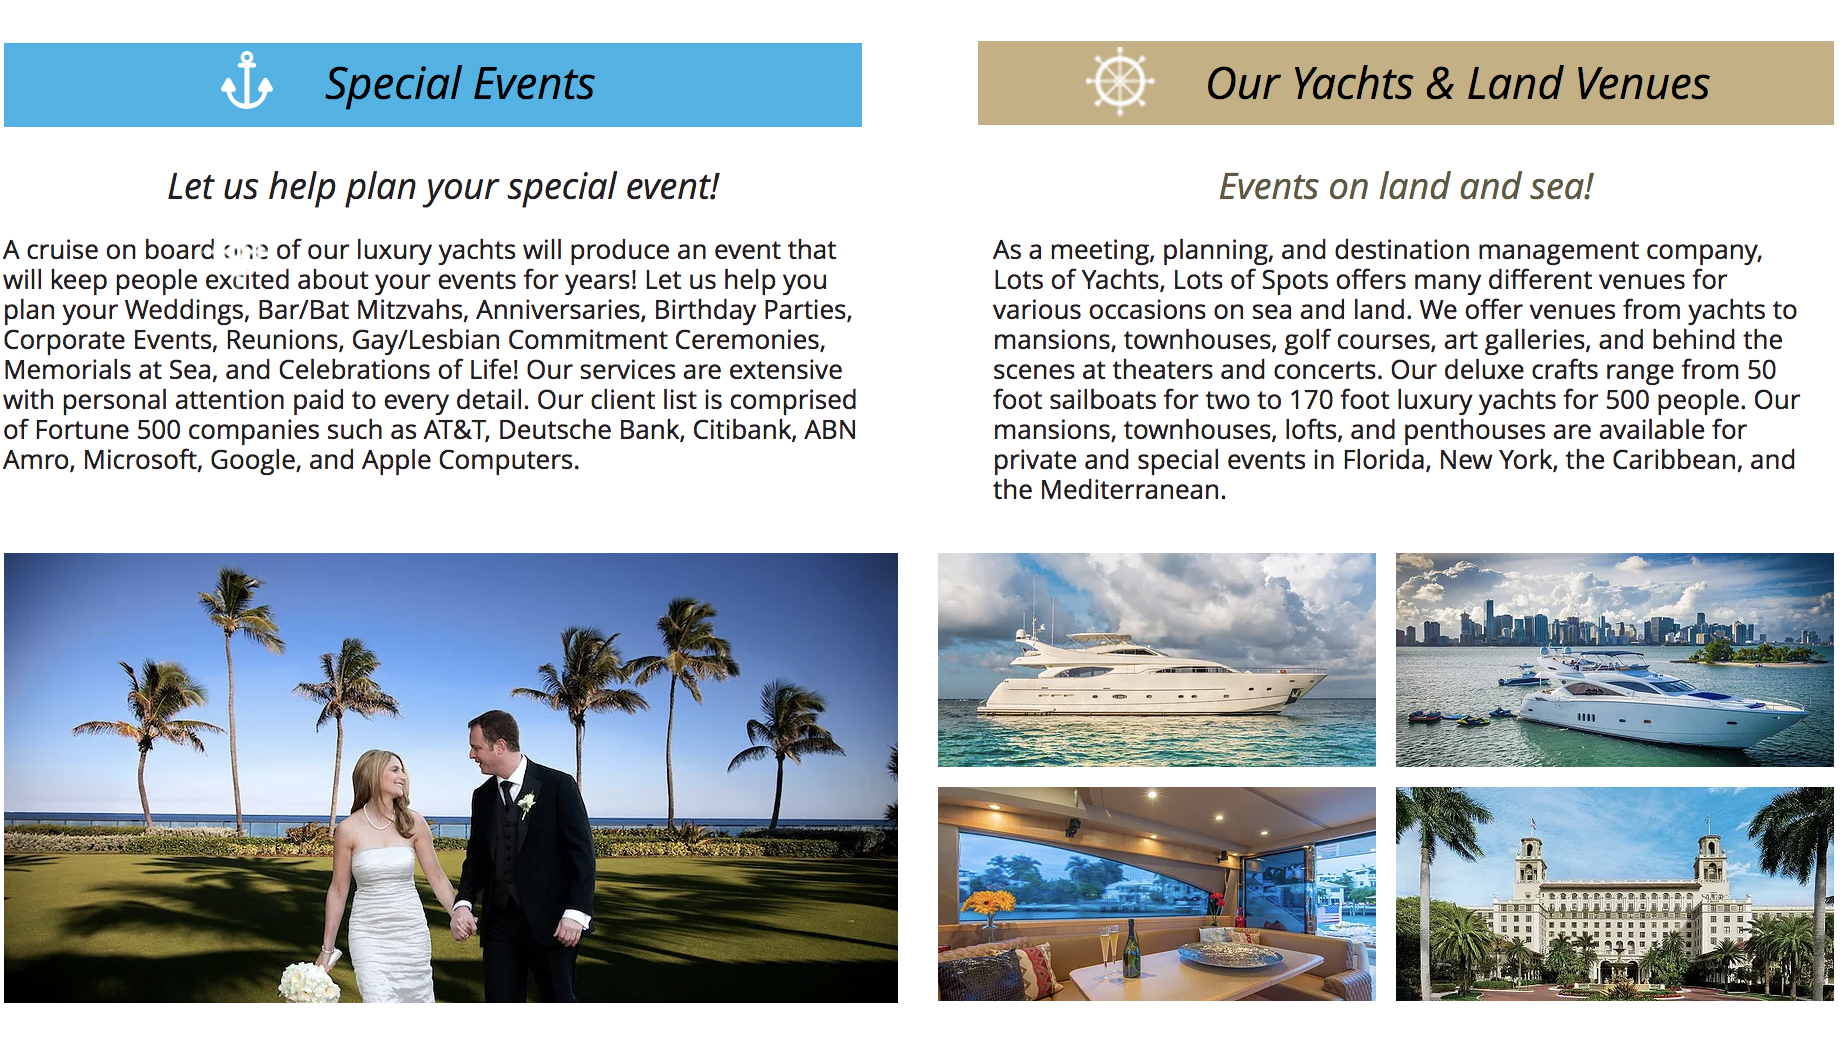 Special Events
Let us help plan your special event!
A cruise on board one of our luxury yachts will produce an event that
will keep people excited about your events for years! Let us help you
plan your Weddings, Bar/Bat Mitzvahs, Anniversaries, Birthday Parties,
Corporate Events, Reunions, Gay/Lesbian Commitment Ceremonies,
Memorials at Sea, and Celebrations of Life! Our services are extensive
with personal attention paid to every detail. Our client list is comprised
of Fortune 500 companies such as AT&T, Deutsche Bank, Citibank, ABN
Amro, Microsoft, Google, and Apple Computers.
Our Yachts & Land Venues
Events on land and sea!
As a meeting, planning, and destination management company,
Lots of Yachts, Lots of Spots offers many different venues for
various occasions on sea and land. We offer venues from yachts to
mansions, townhouses, golf courses, art galleries, and behind the
scenes at theaters and concerts. Our deluxe crafts range from 50
foot sailboats for two to 170 foot luxury yachts for 500 people. Our
mansions, townhouses, lofts, and penthouses are available for
private and special events in Florida, New York, the Caribbean, and
the Mediterranean.